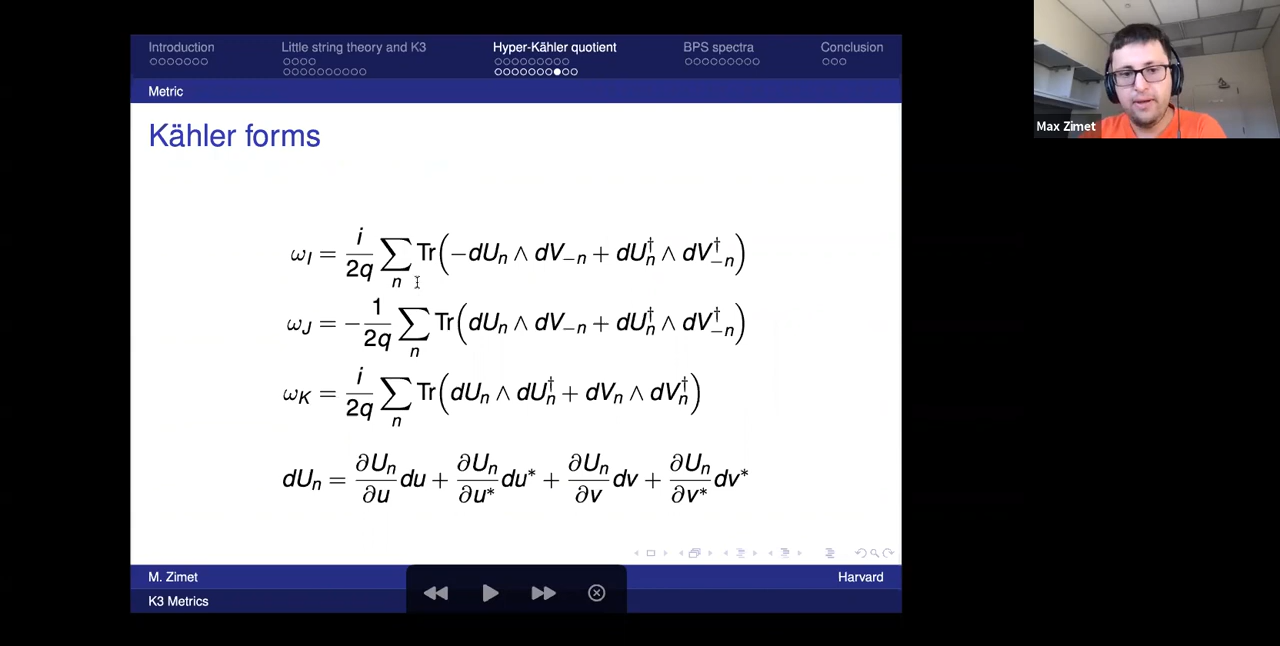 Introduction Little string theory and K3 Hyper-Kähler quotient BPS spectra Conclusion
Metric
Kähler forms
ω_I = i/2q ∑_n Tr(−dU_n ∧ dV_{−n} + dU_n^† ∧ dV_{−n}^†)
ω_J = −1/2q ∑_n Tr(dU_n ∧ dV_{−n} + dU_n^† ∧ dV_{−n}^†)
ω_K = i/2q ∑_n Tr(dU_n ∧ dU_n^† + dV_n ∧ dV_n^†)
dU_n = ∂U_n/∂u du + ∂U_n/∂u* du* + ∂U_n/∂v dv + ∂U_n/∂v* dv*
M. Zimet Harvard
K3 Metrics
Max Zimet